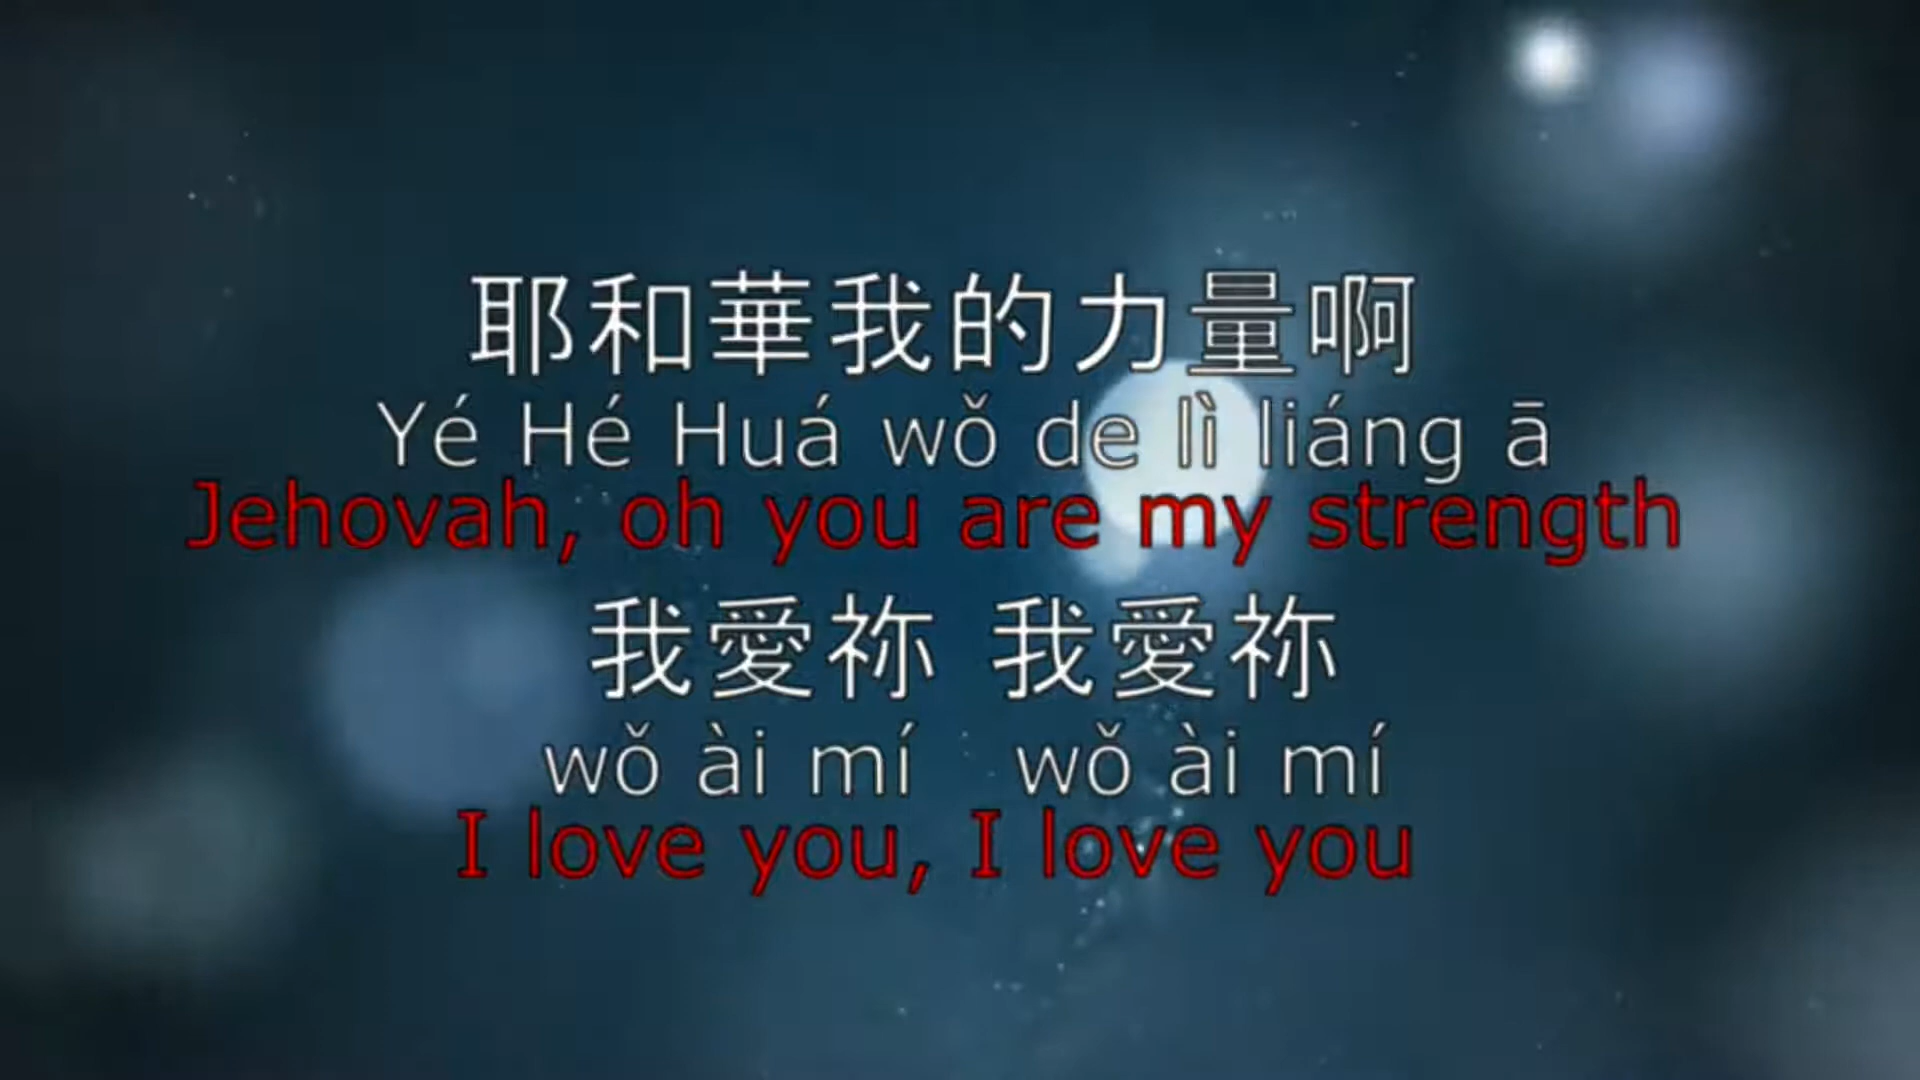 耶和華我的力量啊
Yé Hé Huá wǒ de lì liáng ā
Jehovah, oh you are my strength
我愛祢 我愛祢
wǒ ài mí wǒ ài mí
I love you, I love you